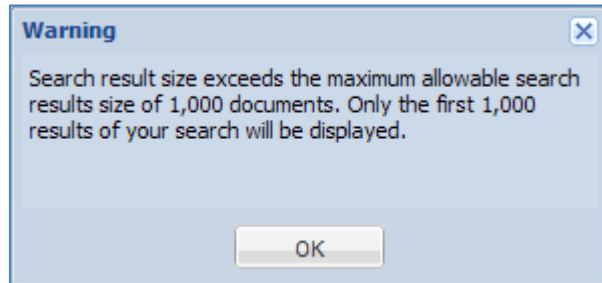 Warning
Search result size exceeds the maximum allowable search
results size of 1,000 documents. Only the first 1,000
results of your search will be displayed.
OK